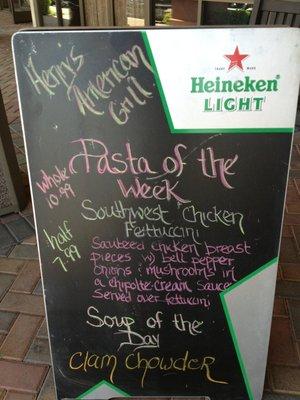 Henry's
American
Grill
TRADE MARK
Heineken
LIGHT
Pasta of the
Week
whole
10.99
half
7.99
Southwest Chicken
Fettuccini
Sauteed chicken breast
pieces w/ bell pepper
onions & mushrooms in
a chipolte cream sauce
served over fettuccini
Soup of the
Day
Clam Chowder